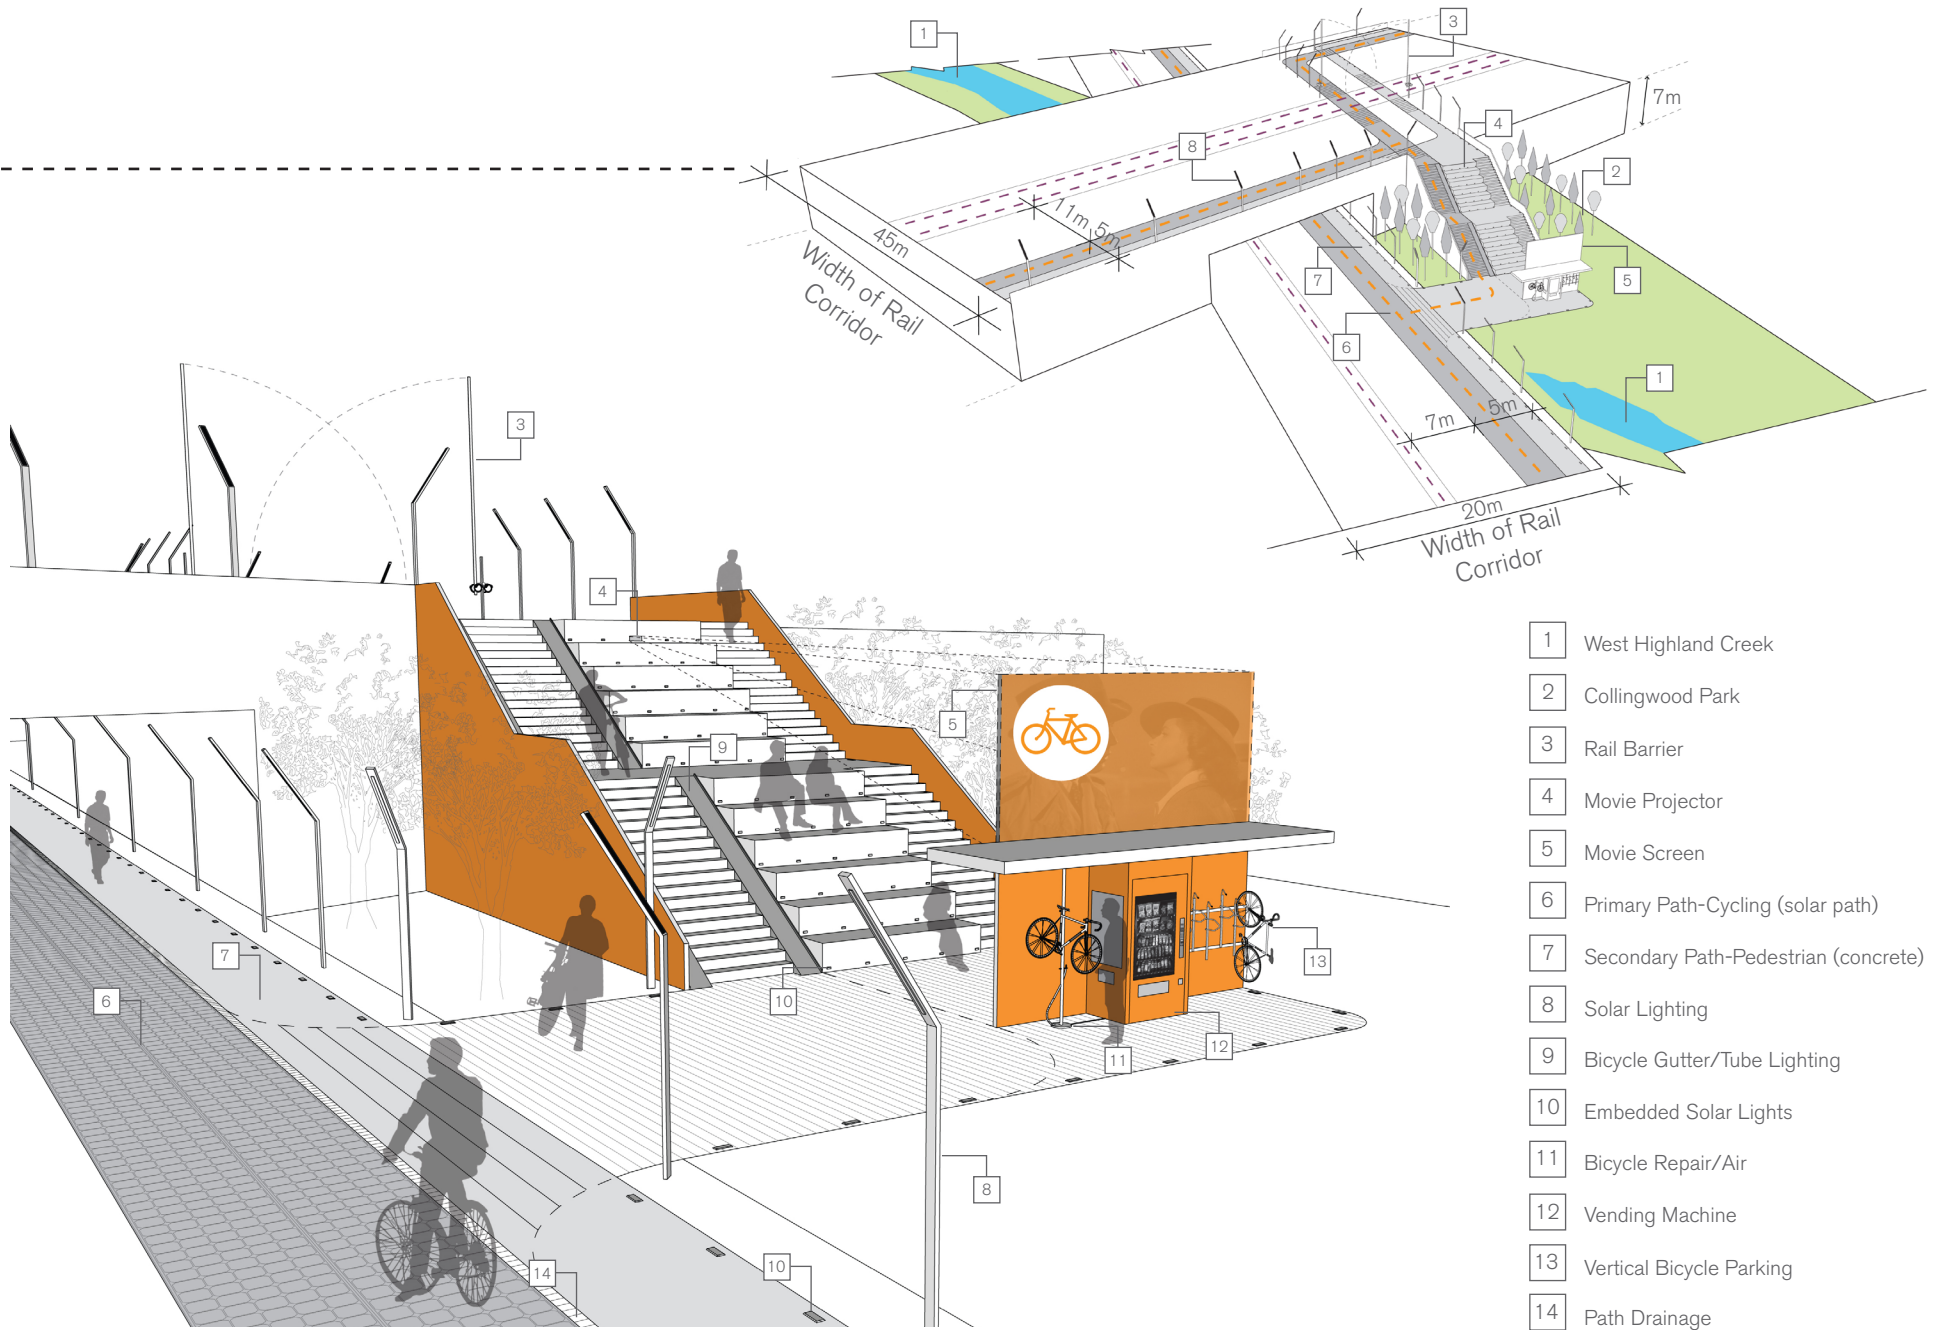 1
3
7m
4
8
2
11m 5m
45m
Width of Rail
Corridor
7
5
6
1
7m
5m
20m
Width of Rail
Corridor
3
4
5
9
7
6
10
13
12
11
8
14
10
1 West Highland Creek
2 Collingwood Park
3 Rail Barrier
4 Movie Projector
5 Movie Screen
6 Primary Path-Cycling (solar path)
7 Secondary Path-Pedestrian (concrete)
8 Solar Lighting
9 Bicycle Gutter/Tube Lighting
10 Embedded Solar Lights
11 Bicycle Repair/Air
12 Vending Machine
13 Vertical Bicycle Parking
14 Path Drainage